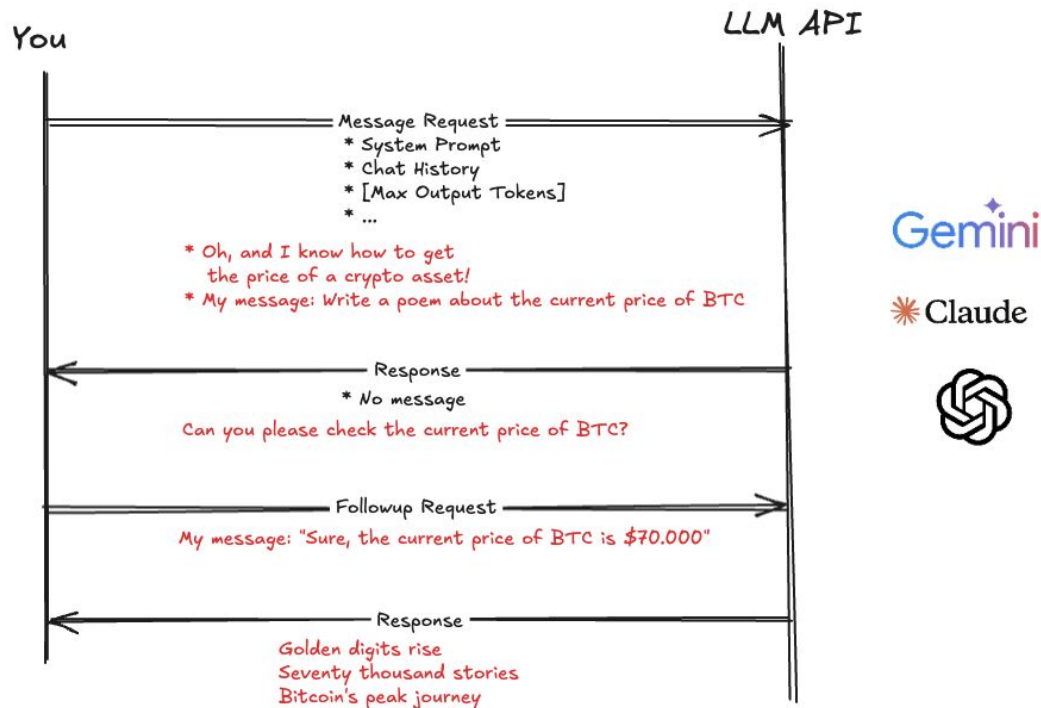 You
LLM API
Message Request
* System Prompt
* Chat History
* [Max Output Tokens]
* ...
* Oh, and I know how to get
the price of a crypto asset!
* My message: Write a poem about the current price of BTC
Gemini
Claude
Response
* No message
Can you please check the current price of BTC?
Followup Request
My message: "Sure, the current price of BTC is $70.000"
Response
Golden digits rise
Seventy thousand stories
Bitcoin's peak journey